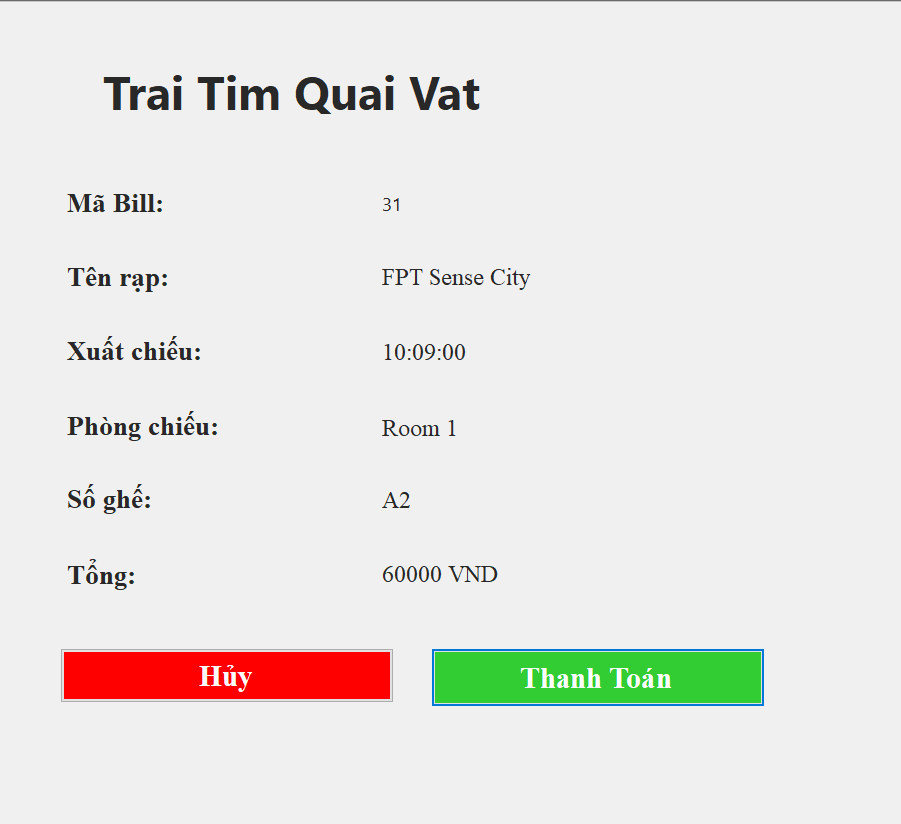 Trai Tim Quai Vat
Mã Bill: 31
Tên rạp: FPT Sense City
Xuất chiếu: 10:09:00
Phòng chiếu: Room 1
Số ghế: A2
Tổng: 60000 VND
Hủy Thanh Toán